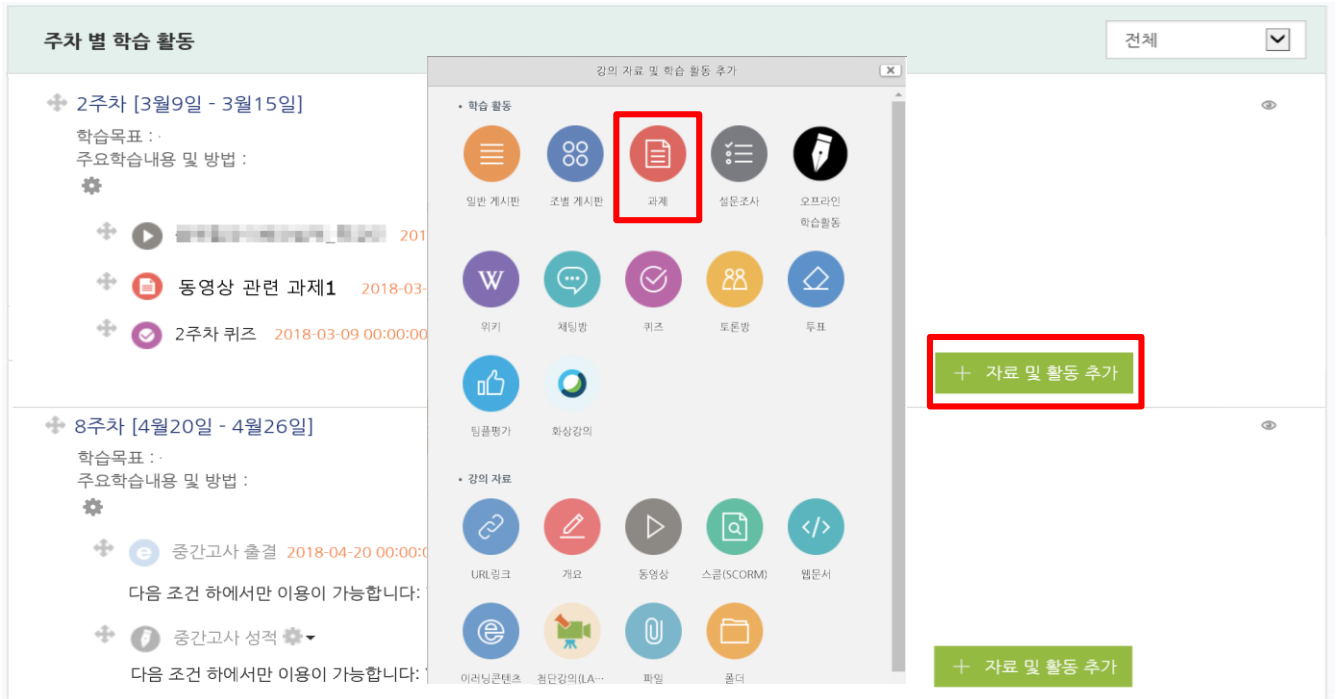 주차 별 학습 활동
전체
2주차 [3월9일 - 3월15일]
학습목표 : ·
주요학습내용 및 방법 :
201
동영상 관련 과제1 2018-03-
2주차 퀴즈 2018-03-09 00:00:00
+ 자료 및 활동 추가
8주차 [4월20일 - 4월26일]
학습목표 : ·
주요학습내용 및 방법 :
중간고사 출결 2018-04-20 00:00:0
다음 조건 하에서만 이용이 가능합니다:
중간고사 성적
다음 조건 하에서만 이용이 가능합니다:
+ 자료 및 활동 추가
강의 자료 및 학습 활동 추가
• 학습 활동
일반 게시판 조별 게시판 과제 설문조사 오프라인
학습활동
W
위키 채팅방 퀴즈 토론방 투표
팀플평가 화상강의
• 강의 자료
</>
URL링크 개요 동영상 스콤(SCORM) 웹문서
이러닝콘텐츠 첨단강의(LA··· 파일 폴더